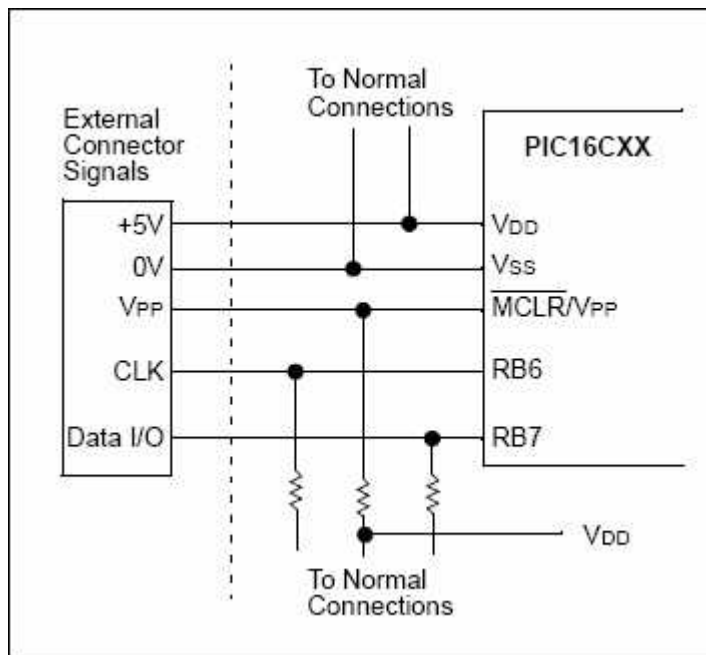 To Normal
Connections
External
Connector
Signals
PIC16CXX
+5V
VDD
0V
VSS
VPP
MCLR/VPP
CLK
RB6
Data I/O
RB7
VDD
To Normal
Connections